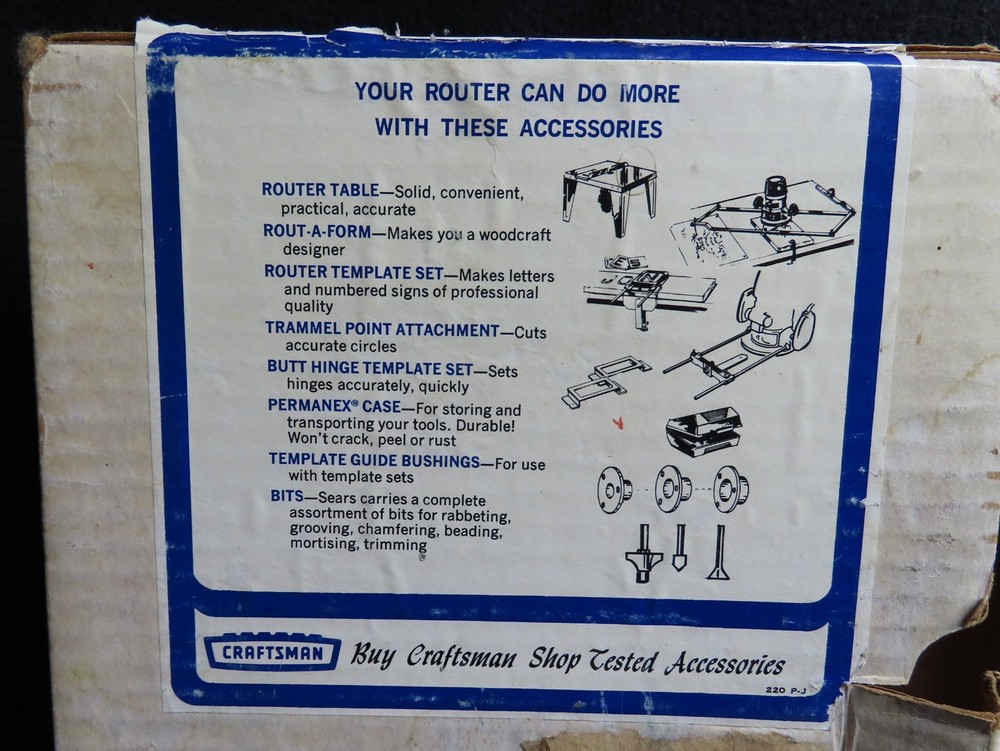 YOUR ROUTER CAN DO MORE
WITH THESE ACCESSORIES
ROUTER TABLE—Solid, convenient,
practical, accurate
ROUT-A-FORM—Makes you a woodcraft
designer
ROUTER TEMPLATE SET—Makes letters
and numbered signs of professional
quality
TRAMMEL POINT ATTACHMENT—Cuts
accurate circles
BUTT HINGE TEMPLATE SET—Sets
hinges accurately, quickly
PERMANEX® CASE—For storing and
transporting your tools. Durable!
Won't crack, peel or rust
TEMPLATE GUIDE BUSHINGS—For use
with template sets
BITS—Sears carries a complete
assortment of bits for rabbeting,
grooving, chamfering, beading,
mortising, trimming
CRAFTSMAN Buy Craftsman Shop Tested Accessories
220 P-J